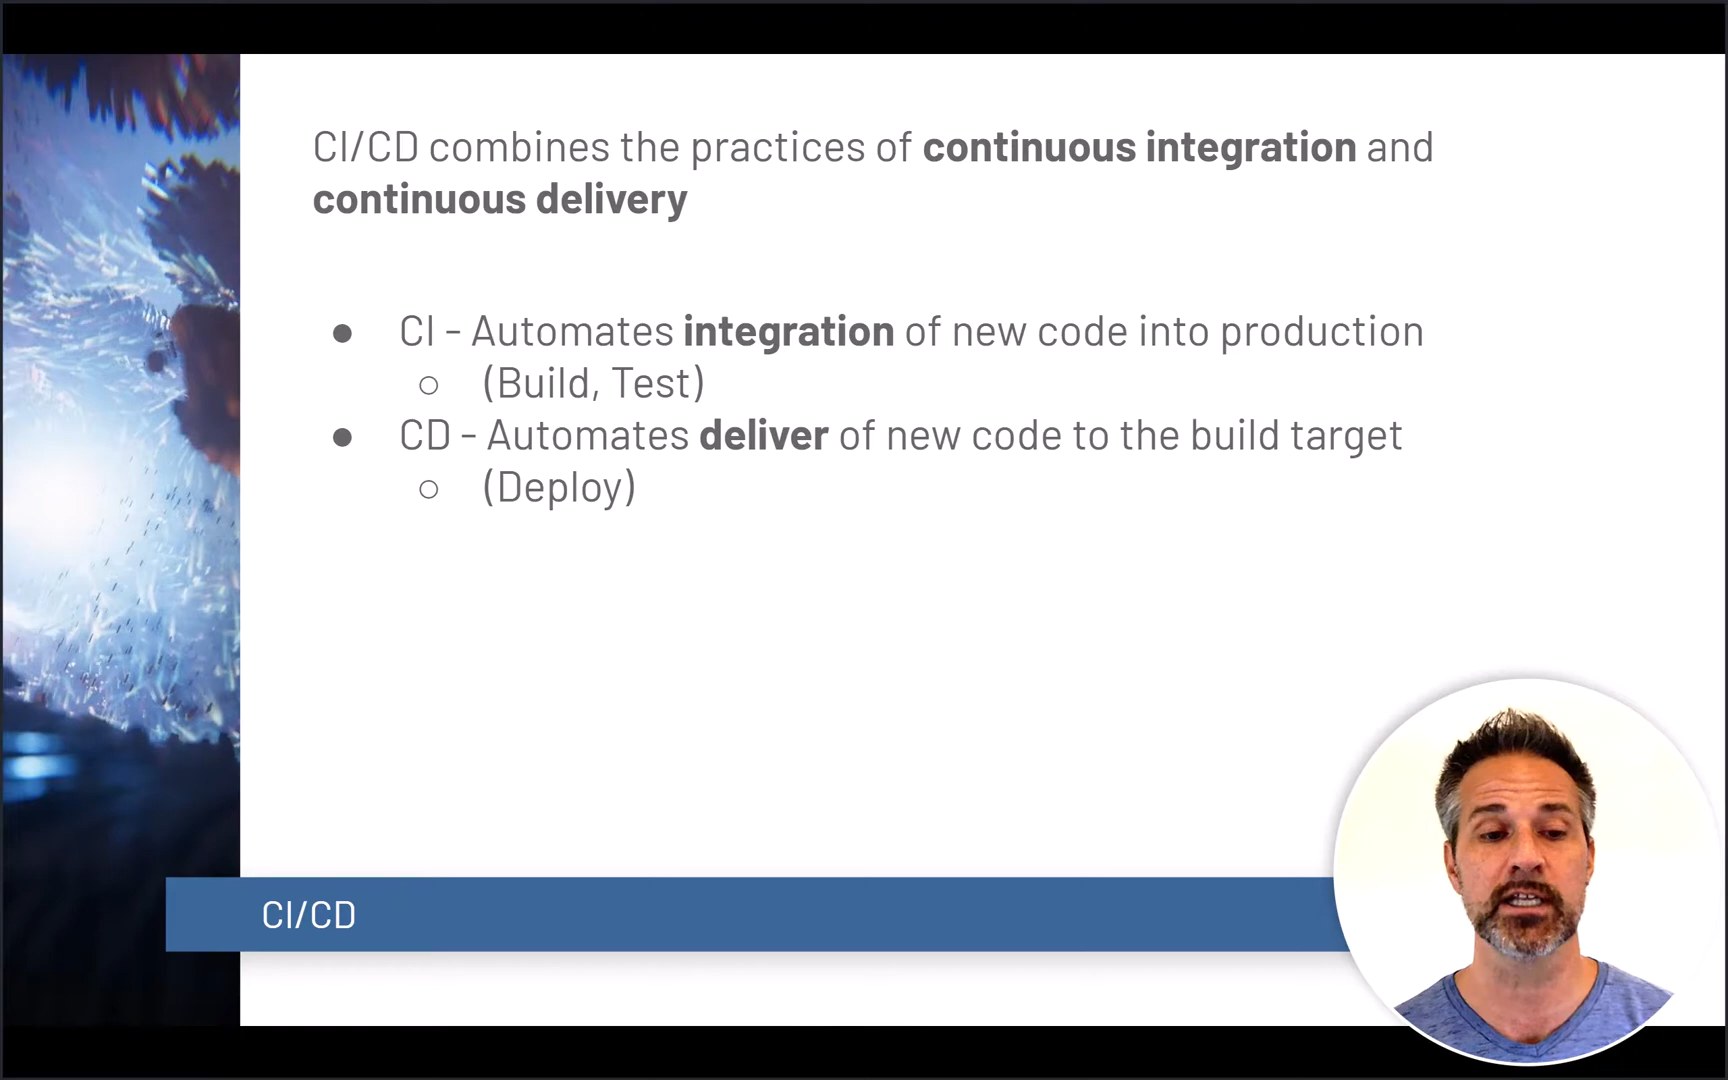 CI/CD combines the practices of continuous integration and
continuous delivery
● CI - Automates integration of new code into production
○ (Build, Test)
● CD - Automates deliver of new code to the build target
○ (Deploy)
CI/CD